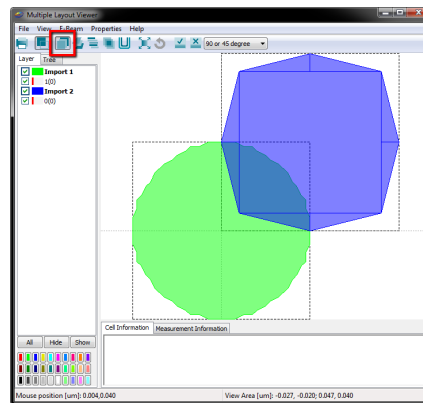 Multiple Layout Viewer
File View E-Beam Properties Help
90 or 45 degree
Layer Tree
Import 1
1(0)
Import 2
0(0)
All Hide Show
Cell Information Measurement Information
Mouse position [um]: 0.004,0.040 View Area [um]: -0.027, -0.020; 0.047, 0.040